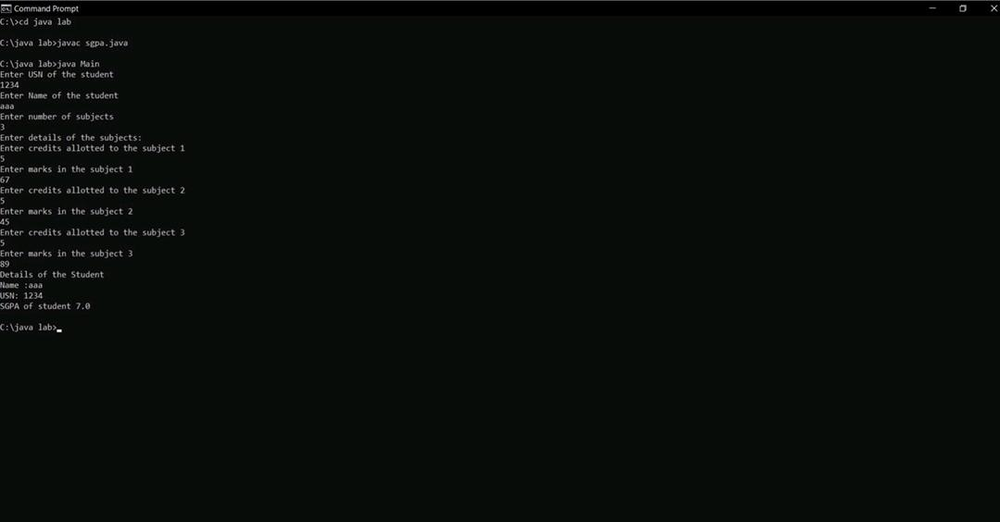 Command Prompt
C:\>cd java lab
C:\java lab>javac sgpa.java
C:\java lab>java Main
Enter USN of the student
1234
Enter Name of the student
aaa
Enter number of subjects
3
Enter details of the subjects:
Enter credits allotted to the subject 1
5
Enter marks in the subject 1
67
Enter credits allotted to the subject 2
5
Enter marks in the subject 2
45
Enter credits allotted to the subject 3
5
Enter marks in the subject 3
89
Details of the Student
Name :aaa
USN: 1234
SGPA of student 7.0
C:\java lab>